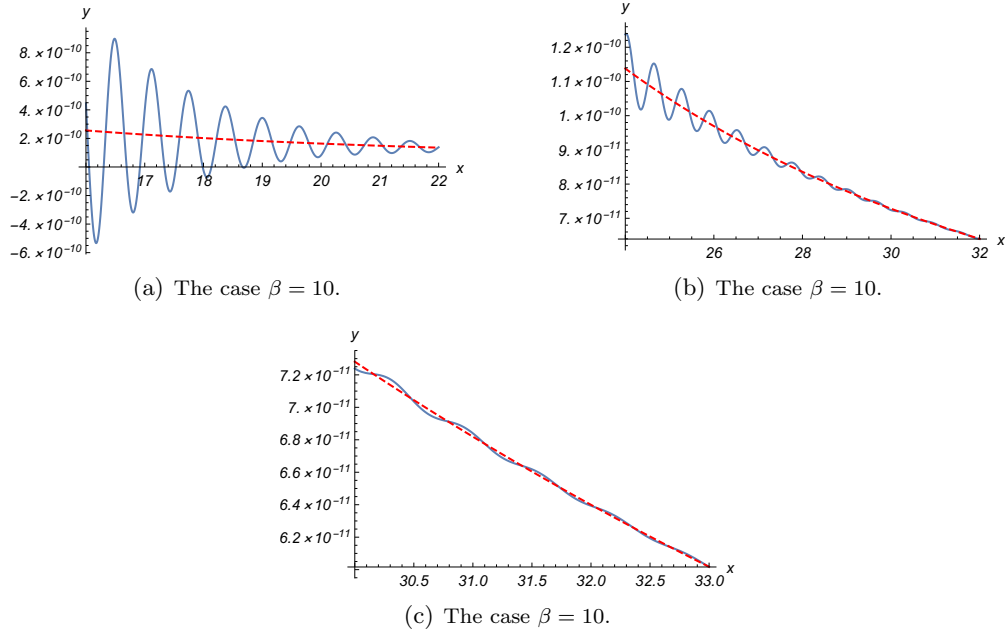 y
8.×10⁻¹⁰
6.×10⁻¹⁰
4.×10⁻¹⁰
2.×10⁻¹⁰
17 18 19 20 21 22 x
−2.×10⁻¹⁰
−4.×10⁻¹⁰
−6.×10⁻¹⁰
(a) The case β = 10.
y
1.2×10⁻¹⁰
1.1×10⁻¹⁰
1.×10⁻¹⁰
9.×10⁻¹¹
8.×10⁻¹¹
7.×10⁻¹¹
26 28 30 32 x
(b) The case β = 10.
y
7.2×10⁻¹¹
7.×10⁻¹¹
6.8×10⁻¹¹
6.6×10⁻¹¹
6.4×10⁻¹¹
6.2×10⁻¹¹
30.5 31.0 31.5 32.0 32.5 33.0 x
(c) The case β = 10.